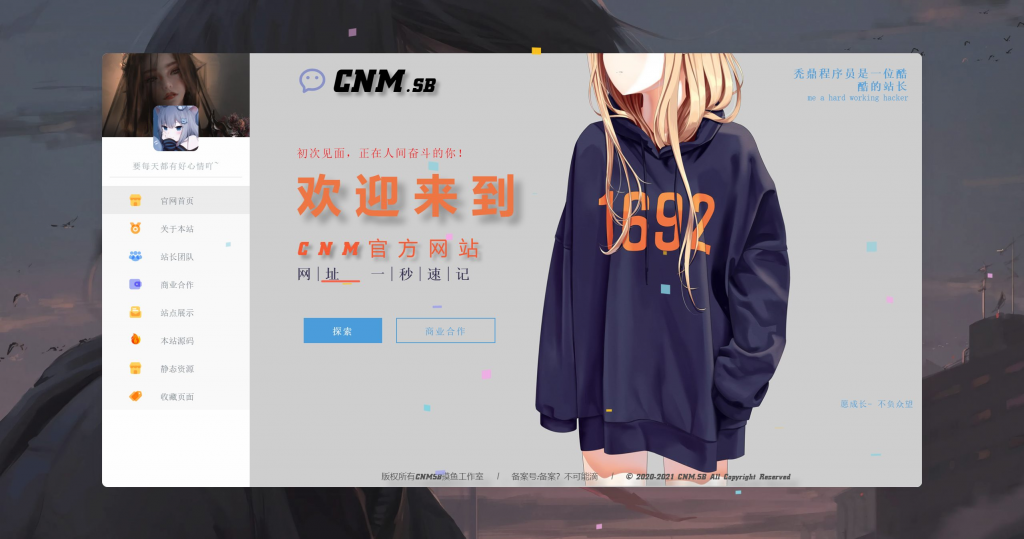 CNM.SB
秃鼎程序员是一位酷
酷的站长
me a hard working hacker
要每天都有好心情吖~
官网首页
关于本站
站长团队
商业合作
站点展示
本站源码
静态资源
收藏页面
初次见面，正在人间奋斗的你!
欢迎来到
CNM官方网站
网|址 一|秒|速|记
探索
商业合作
1692
愿成长~ 不负众望
版权所有CNMSB摸鱼工作室 / 备案号:备案？不可能滴 / © 2020-2021 CNM.SB All Copyright Reserved